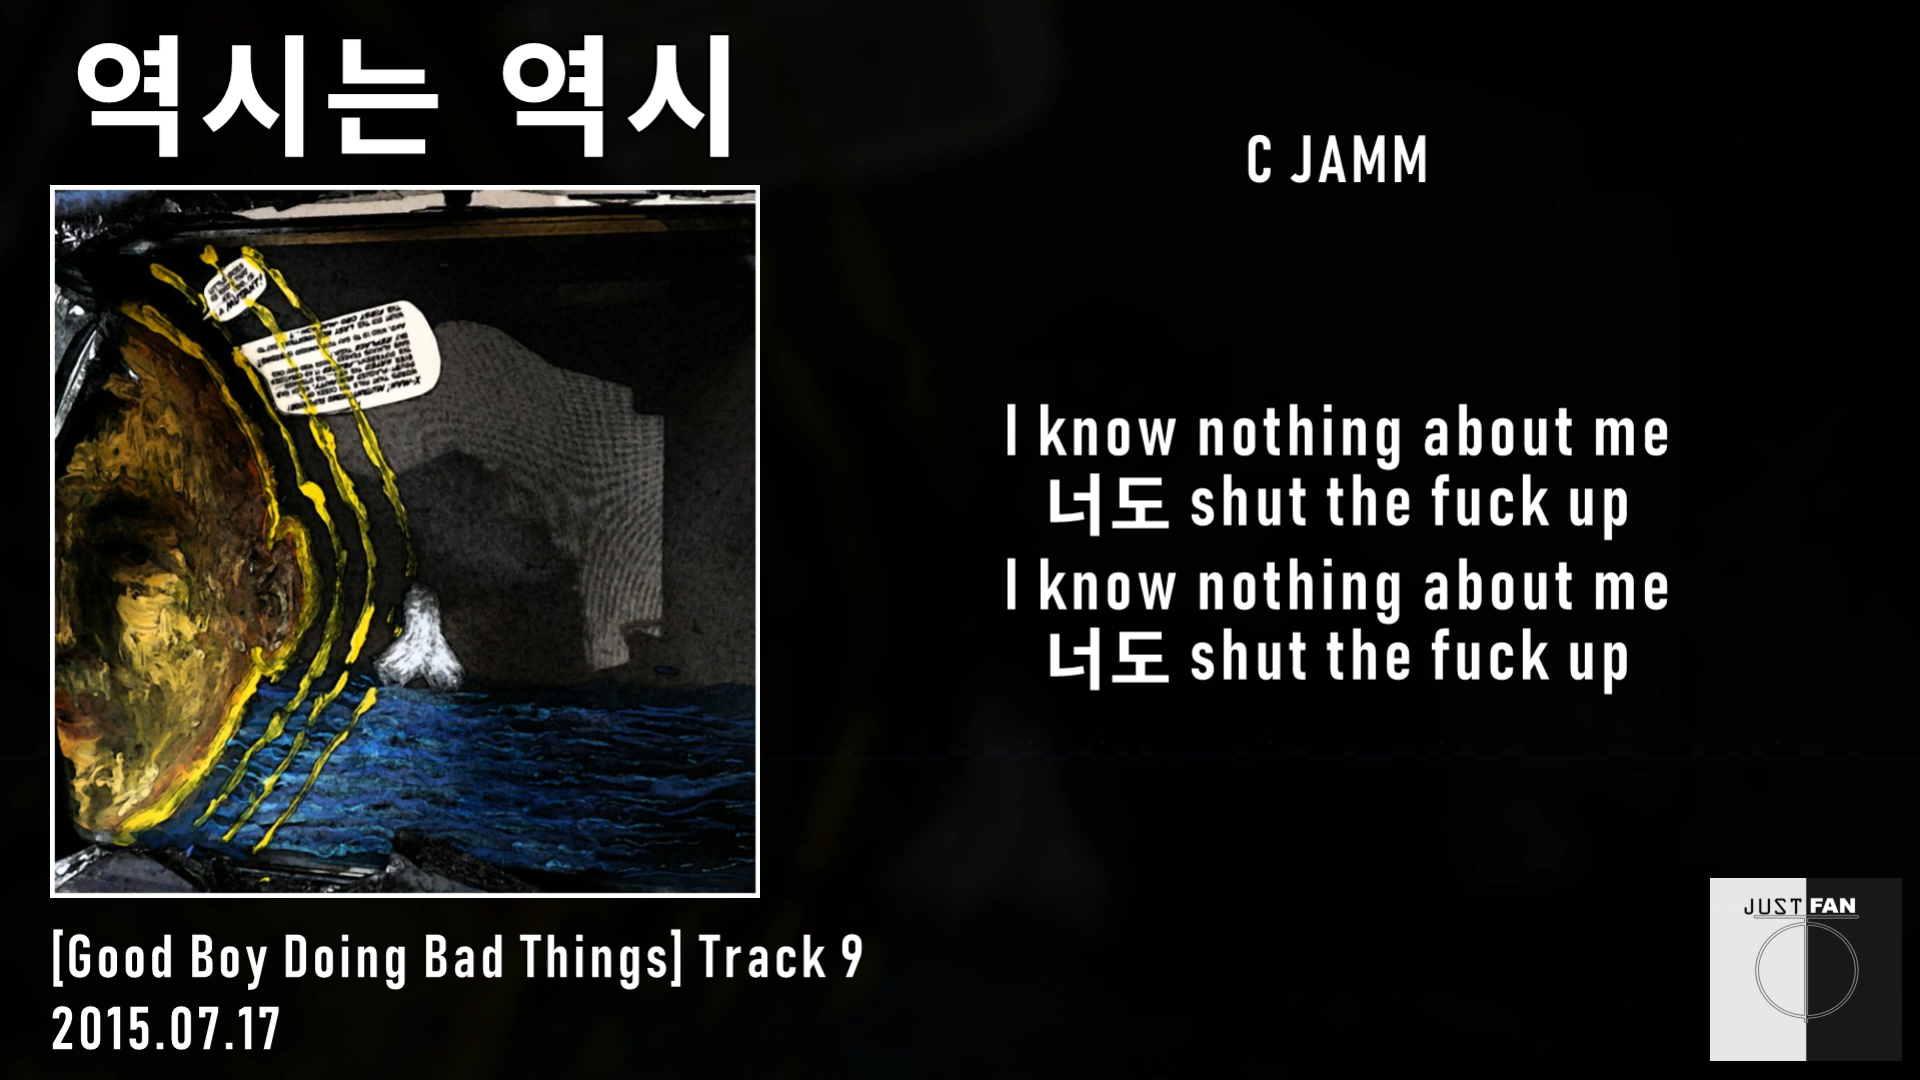 역시는 역시
C JAMM
I know nothing about me
너도 shut the fuck up
I know nothing about me
너도 shut the fuck up
A MUTANT!
[Good Boy Doing Bad Things] Track 9
2015.07.17
JUST FAN